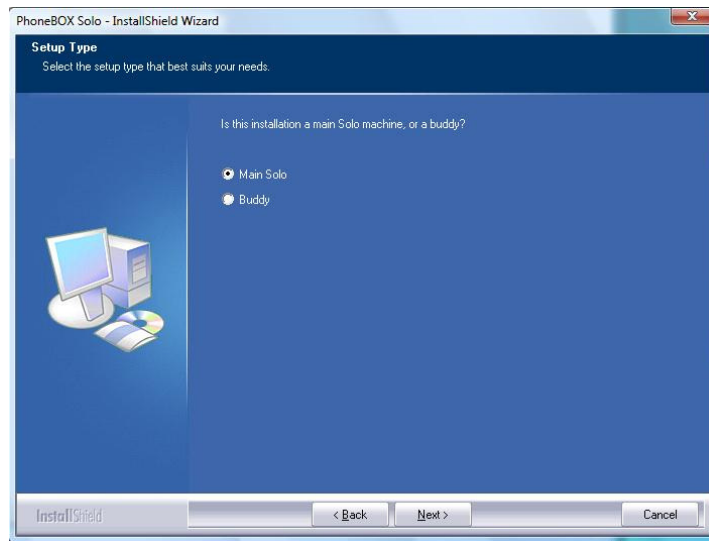 PhoneBOX Solo - InstallShield Wizard
Setup Type
Select the setup type that best suits your needs.
Is this installation a main Solo machine, or a buddy?
Main Solo
Buddy
InstallShield
< Back
Next >
Cancel